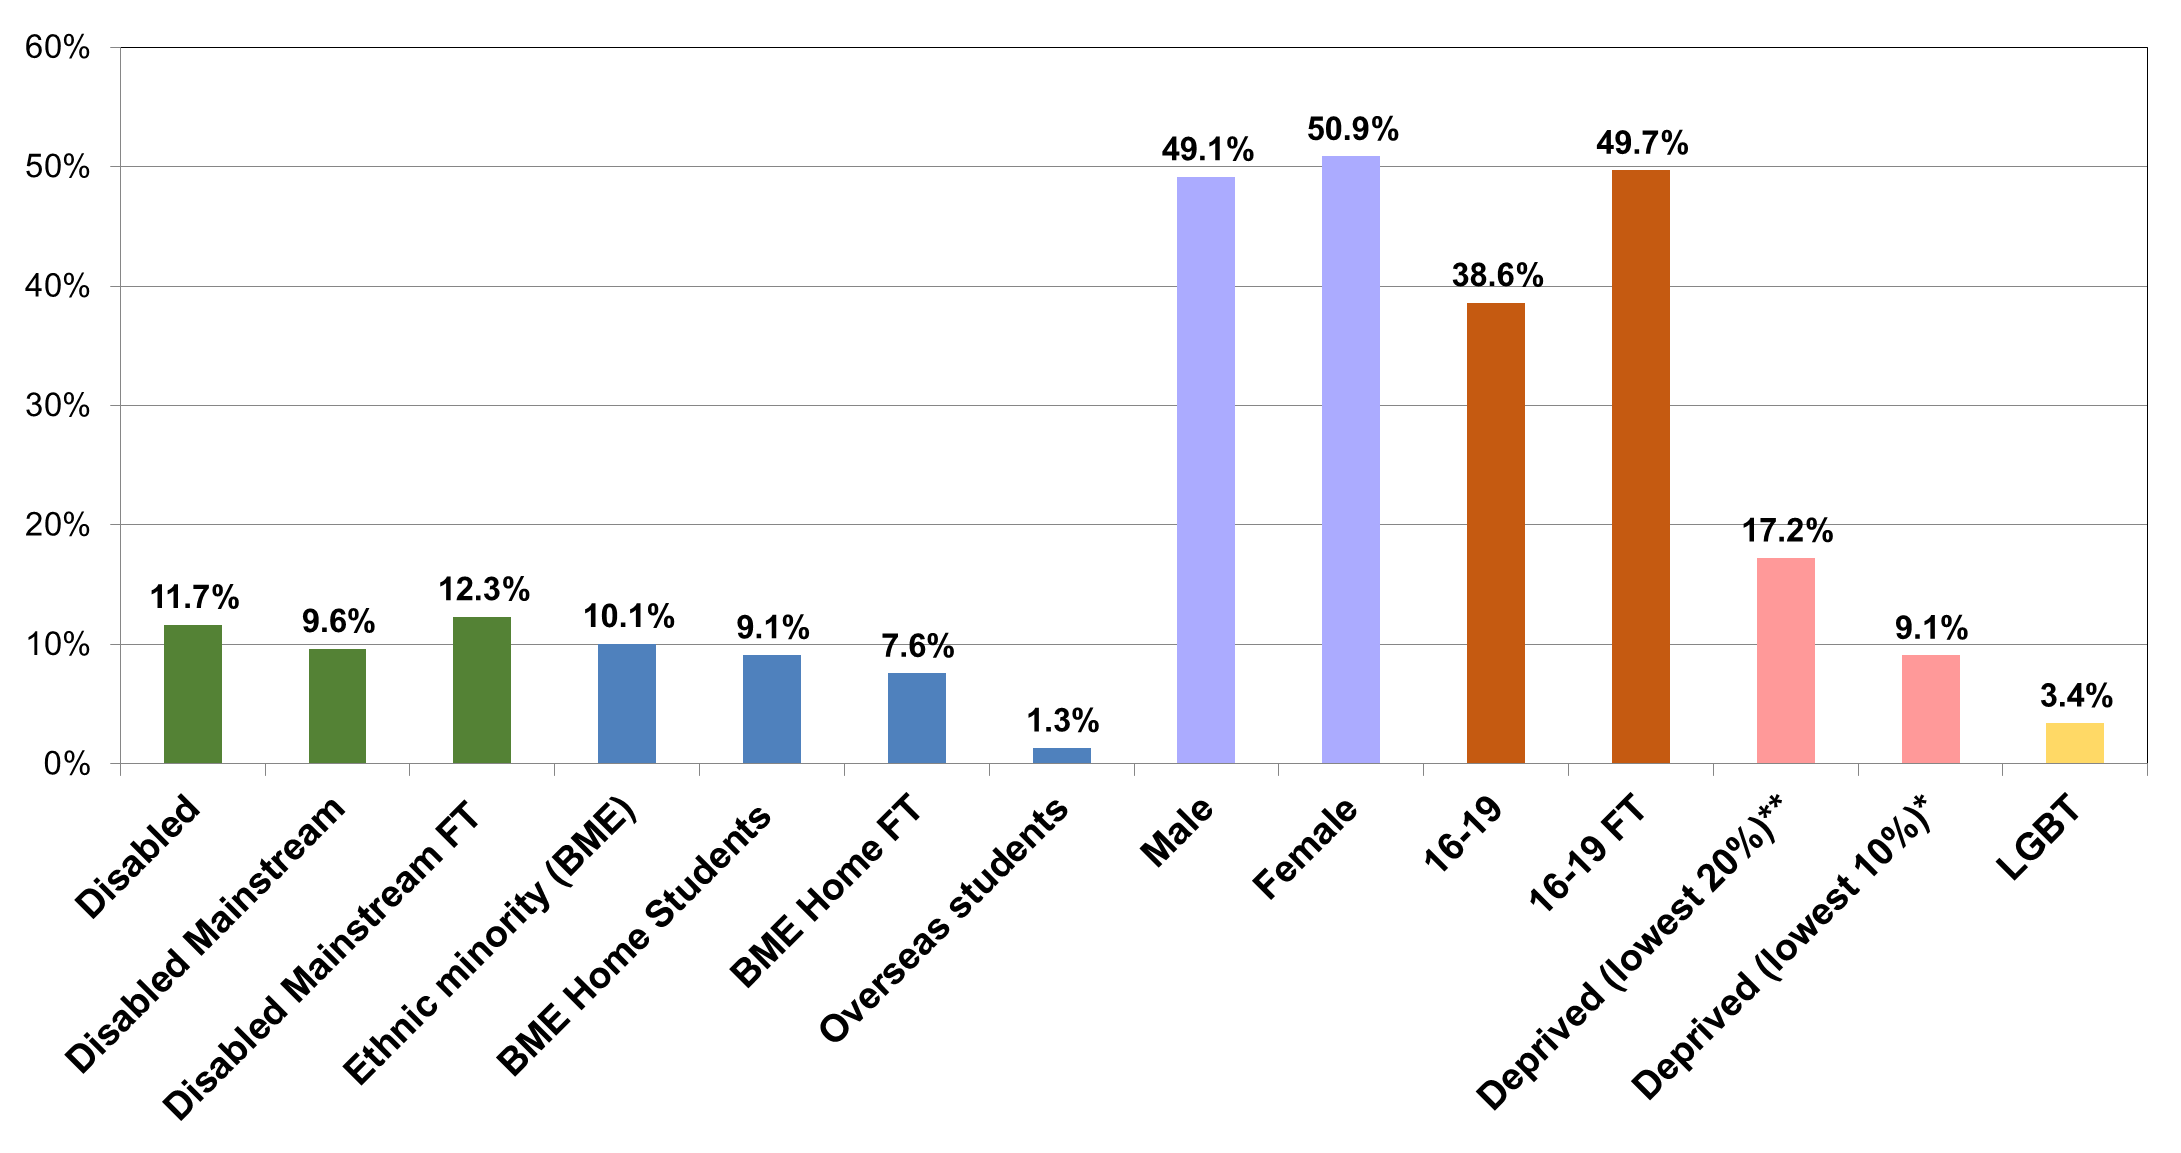 60%
50%
40%
30%
20%
10%
0%
11.7%
9.6%
12.3%
10.1%
9.1%
7.6%
1.3%
49.1%
50.9%
38.6%
49.7%
17.2%
9.1%
3.4%
Disabled
Disabled Mainstream
Disabled Mainstream FT
Ethnic minority (BME)
BME Home Students
BME Home FT
Overseas students
Male
Female
16-19
16-19 FT
Deprived (lowest 20%)**
Deprived (lowest 10%)*
LGBT